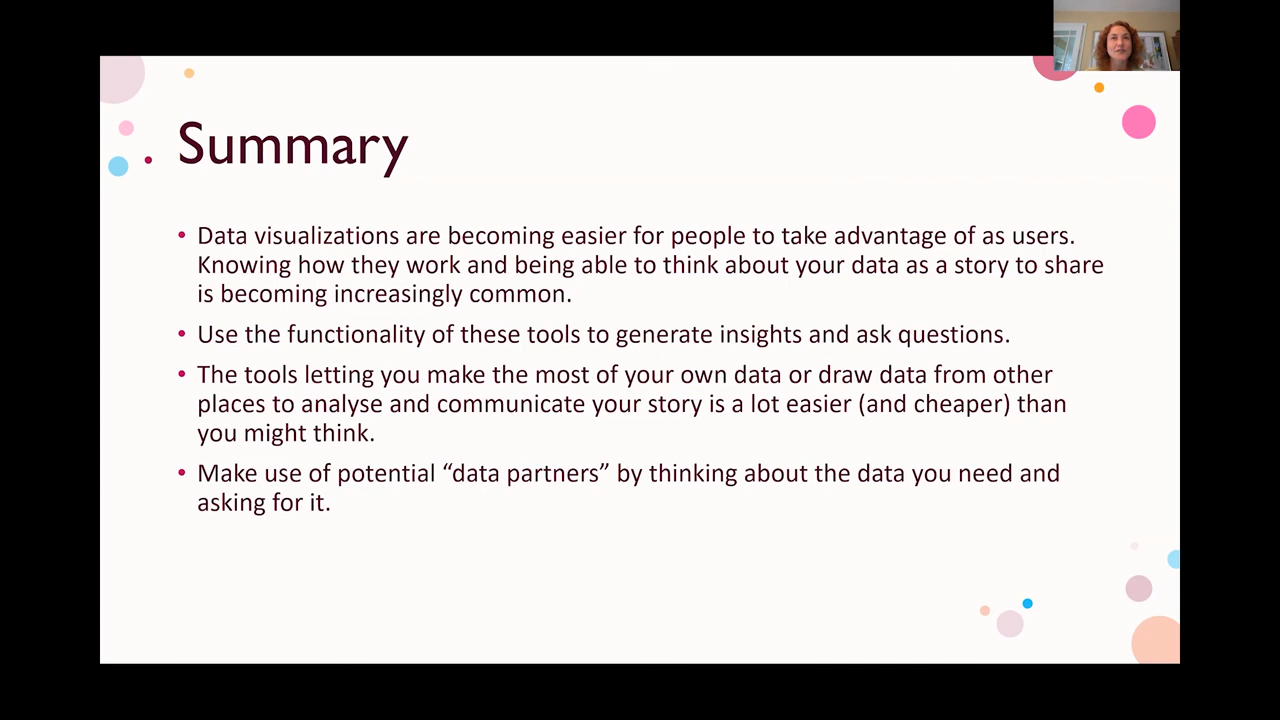 Summary
• Data visualizations are becoming easier for people to take advantage of as users.
Knowing how they work and being able to think about your data as a story to share
is becoming increasingly common.
• Use the functionality of these tools to generate insights and ask questions.
• The tools letting you make the most of your own data or draw data from other
places to analyse and communicate your story is a lot easier (and cheaper) than
you might think.
• Make use of potential “data partners” by thinking about the data you need and
asking for it.